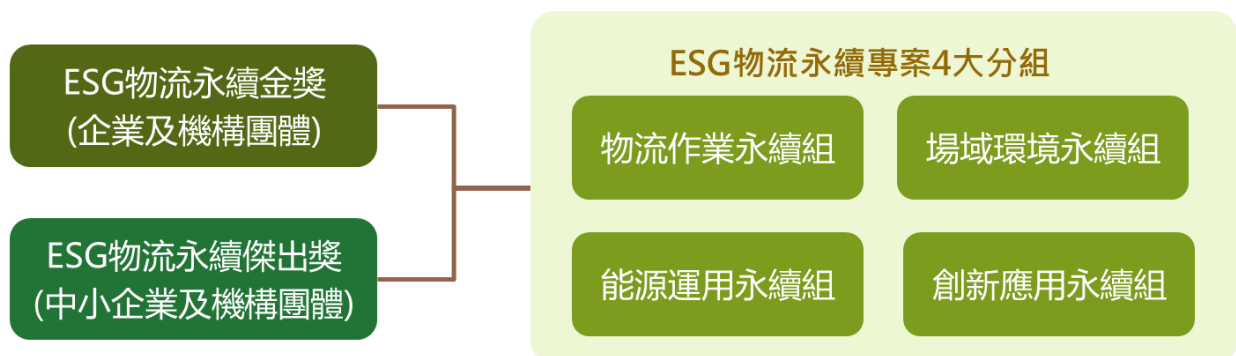 ESG物流永續金獎
(企業及機構團體)
ESG物流永續傑出獎
(中小企業及機構團體)
ESG物流永續專案4大分組
物流作業永續組
場域環境永續組
能源運用永續組
創新應用永續組